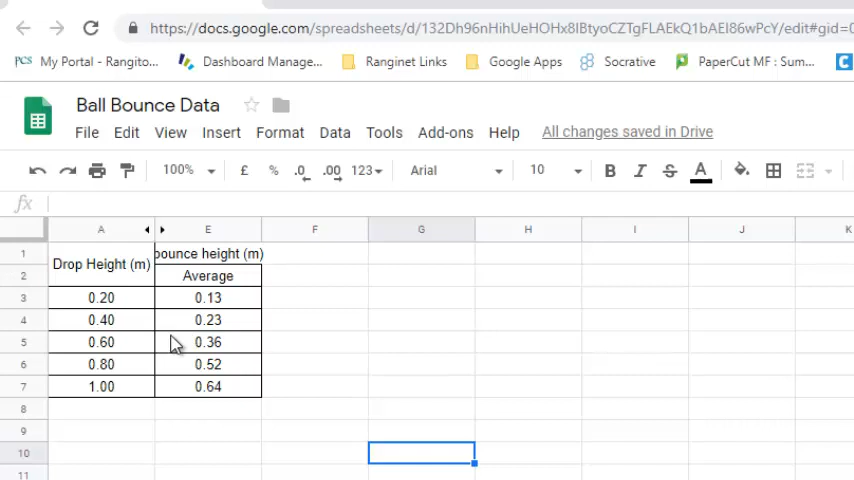 https://docs.google.com/spreadsheets/d/132Dh96nHihUeHOHx8IBtyoCZTgFLAEkQ1bAEI86wPcY/edit#gid=0
PCS My Portal - Rangito... Dashboard Manage... Ranginet Links Google Apps Socrative PaperCut MF : Sum...
Ball Bounce Data
File Edit View Insert Format Data Tools Add-ons Help All changes saved in Drive
100% £ % .0 .00 123 Arial 10 B I S A
fx
A E F G H I J K
1 bounce height (m)
Drop Height (m)
2 Average
3 0.20 0.13
4 0.40 0.23
5 0.60 0.36
6 0.80 0.52
7 1.00 0.64
8
9
10
11